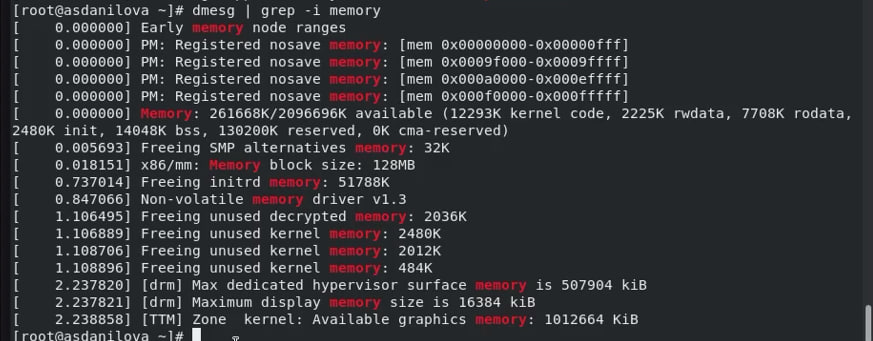 [root@asdanilova ~]# dmesg | grep -i memory
[    0.000000] Early memory node ranges
[    0.000000] PM: Registered nosave memory: [mem 0x00000000-0x00000fff]
[    0.000000] PM: Registered nosave memory: [mem 0x0009f000-0x0009ffff]
[    0.000000] PM: Registered nosave memory: [mem 0x000a0000-0x000effff]
[    0.000000] PM: Registered nosave memory: [mem 0x000f0000-0x000fffff]
[    0.000000] Memory: 261668K/2096696K available (12293K kernel code, 2225K rwdata, 7708K rodata,
2480K init, 14048K bss, 130200K reserved, 0K cma-reserved)
[    0.005693] Freeing SMP alternatives memory: 32K
[    0.018151] x86/mm: Memory block size: 128MB
[    0.737014] Freeing initrd memory: 51788K
[    0.847066] Non-volatile memory driver v1.3
[    1.106495] Freeing unused decrypted memory: 2036K
[    1.106889] Freeing unused kernel memory: 2480K
[    1.108706] Freeing unused kernel memory: 2012K
[    1.108896] Freeing unused kernel memory: 484K
[    2.237820] [drm] Max dedicated hypervisor surface memory is 507904 kiB
[    2.237821] [drm] Maximum display memory size is 16384 kiB
[    2.238858] [TTM] Zone  kernel: Available graphics memory: 1012664 KiB
[root@asdanilova ~]#